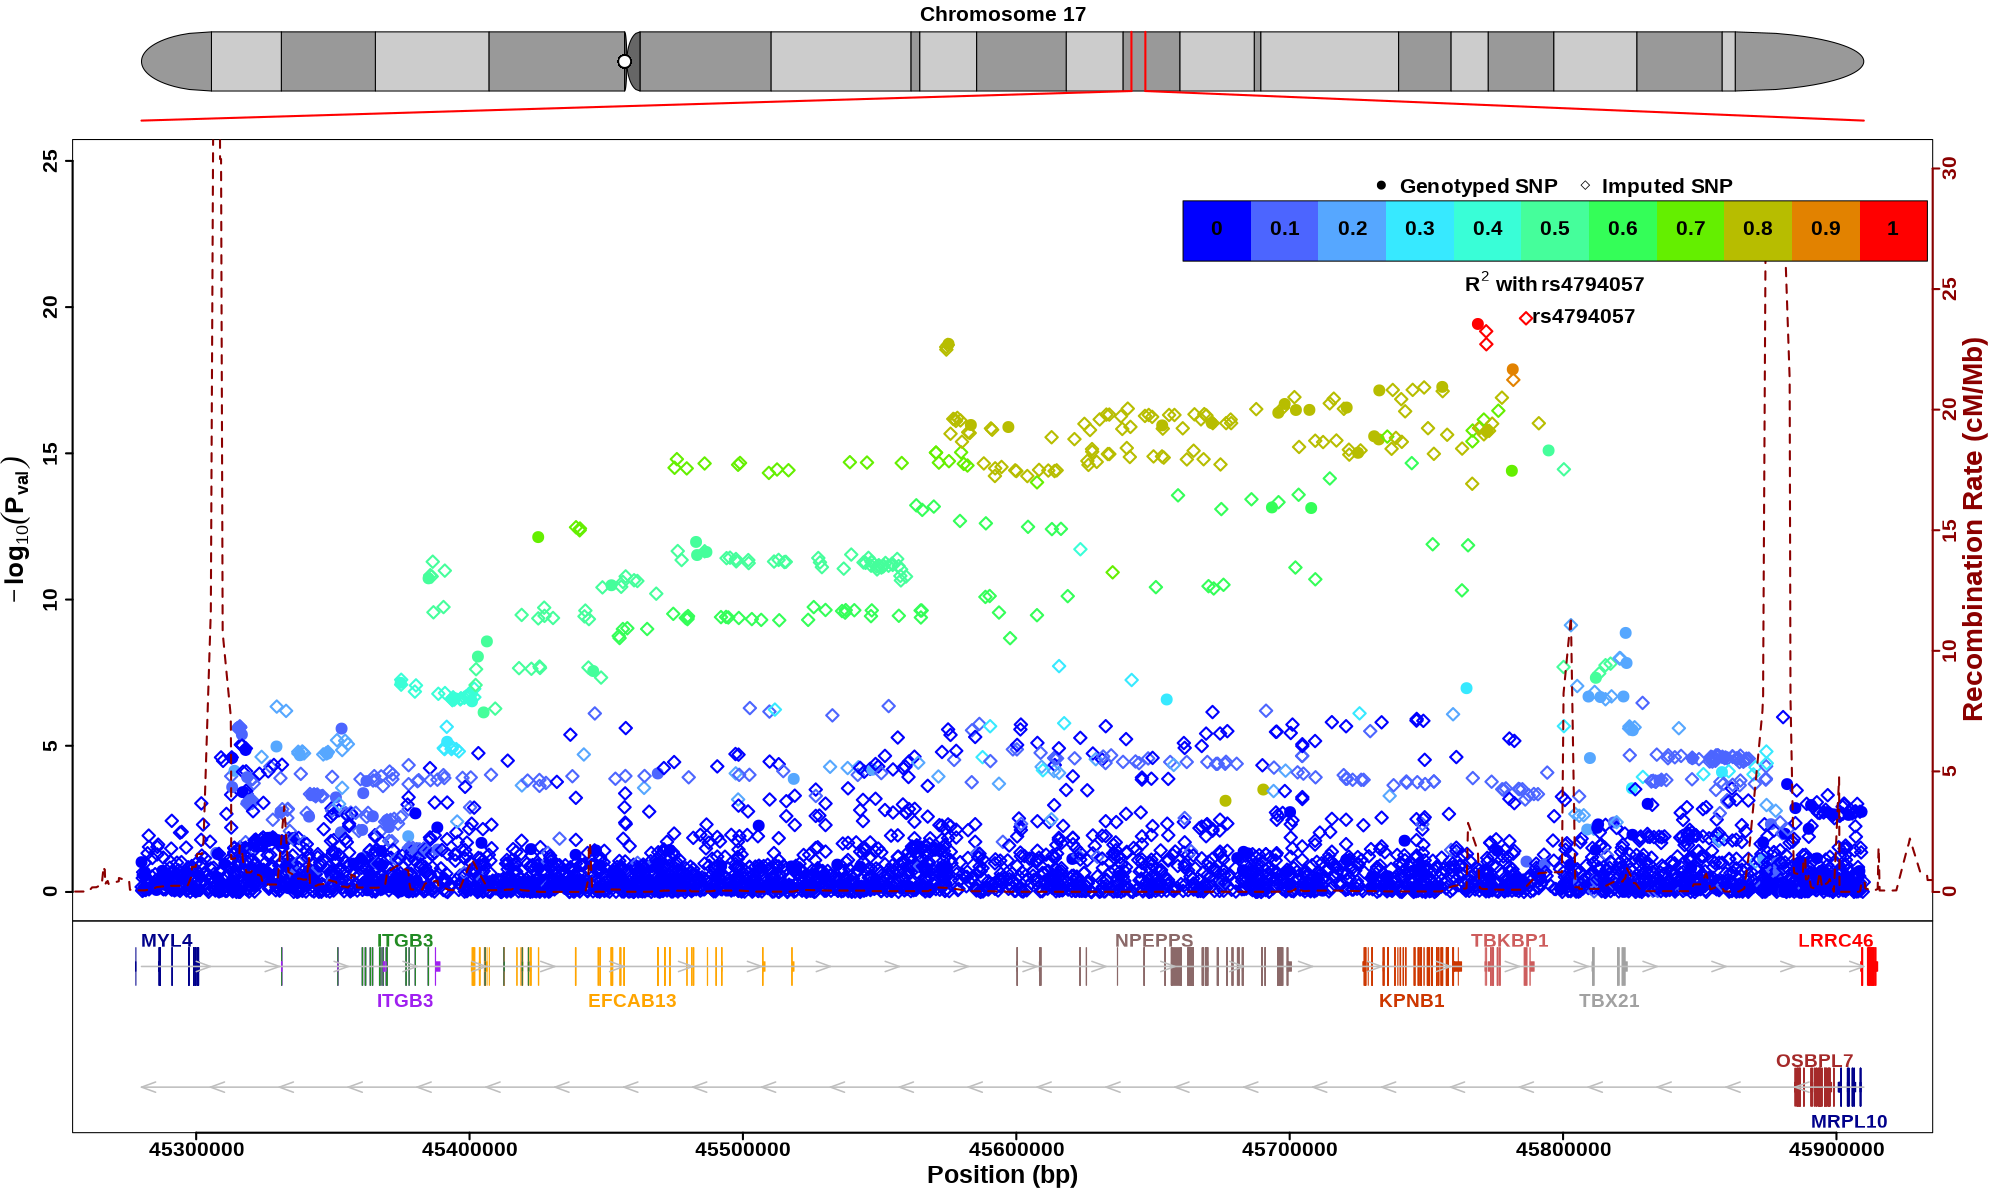 Chromosome 17
Genotyped SNP Imputed SNP
0 0.1 0.2 0.3 0.4 0.5 0.6 0.7 0.8 0.9 1
R² with rs4794057
rs4794057
25
20
15
10
5
0
− log₁₀(Pval)
30
25
20
15
10
5
0
Recombination Rate (cM/Mb)
MYL4 ITGB3 NPEPPS TBKBP1 LRRC46
ITGB3 EFCAB13 KPNB1 TBX21
OSBPL7
MRPL10
45300000 45400000 45500000 45600000 45700000 45800000 45900000
Position (bp)